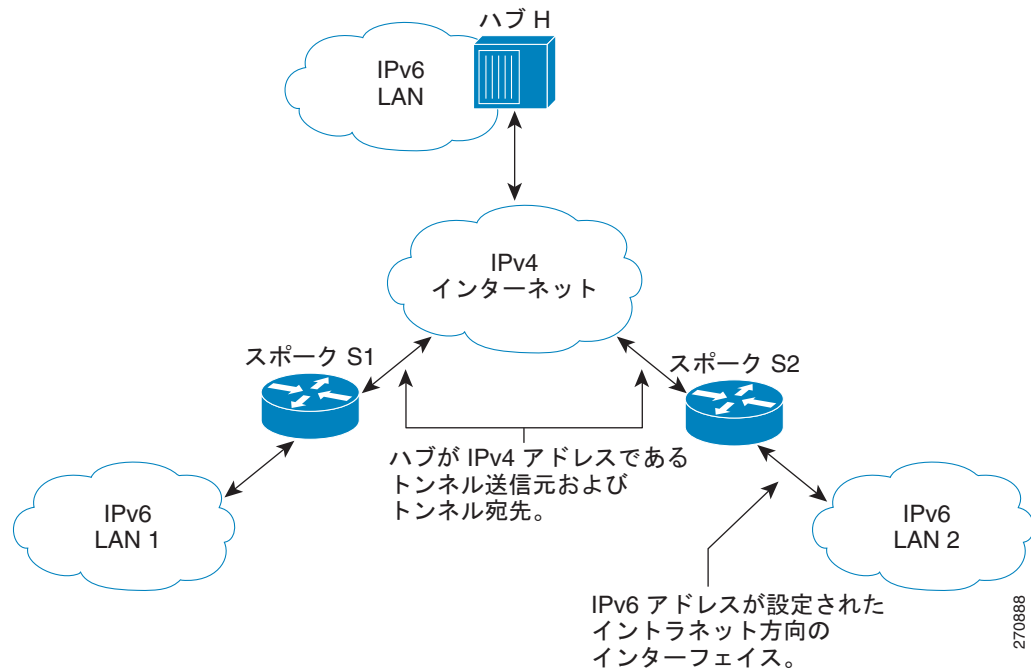 ハブ H
IPv6
LAN
IPv4
インターネット
スポーク S1
スポーク S2
ハブが IPv4 アドレスである
トンネル送信元および
トンネル宛先。
IPv6
LAN 1
IPv6
LAN 2
IPv6 アドレスが設定された
イントラネット方向の
インターフェイス。
270888